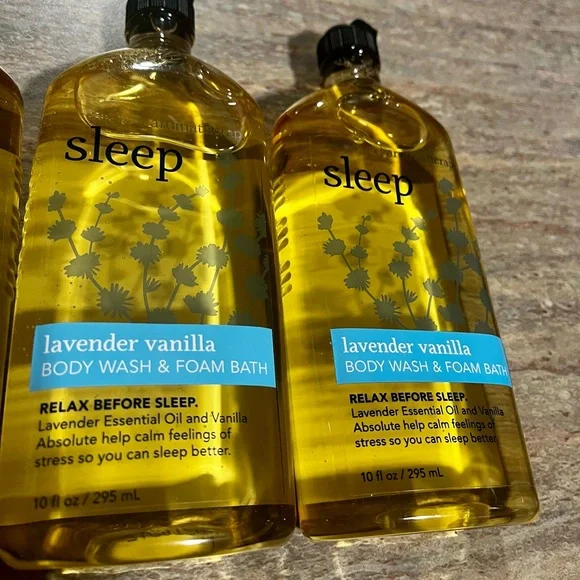 sleep
lavender vanilla
BODY WASH & FOAM BATH
RELAX BEFORE SLEEP.
Lavender Essential Oil and Vanilla
Absolute help calm feelings of
stress so you can sleep better.
10 fl oz / 295 mL
sleep
lavender vanilla
BODY WASH & FOAM BATH
RELAX BEFORE SLEEP.
Lavender Essential Oil and Vanilla
Absolute help calm feelings of
stress so you can sleep better
10 fl oz / 295 mL